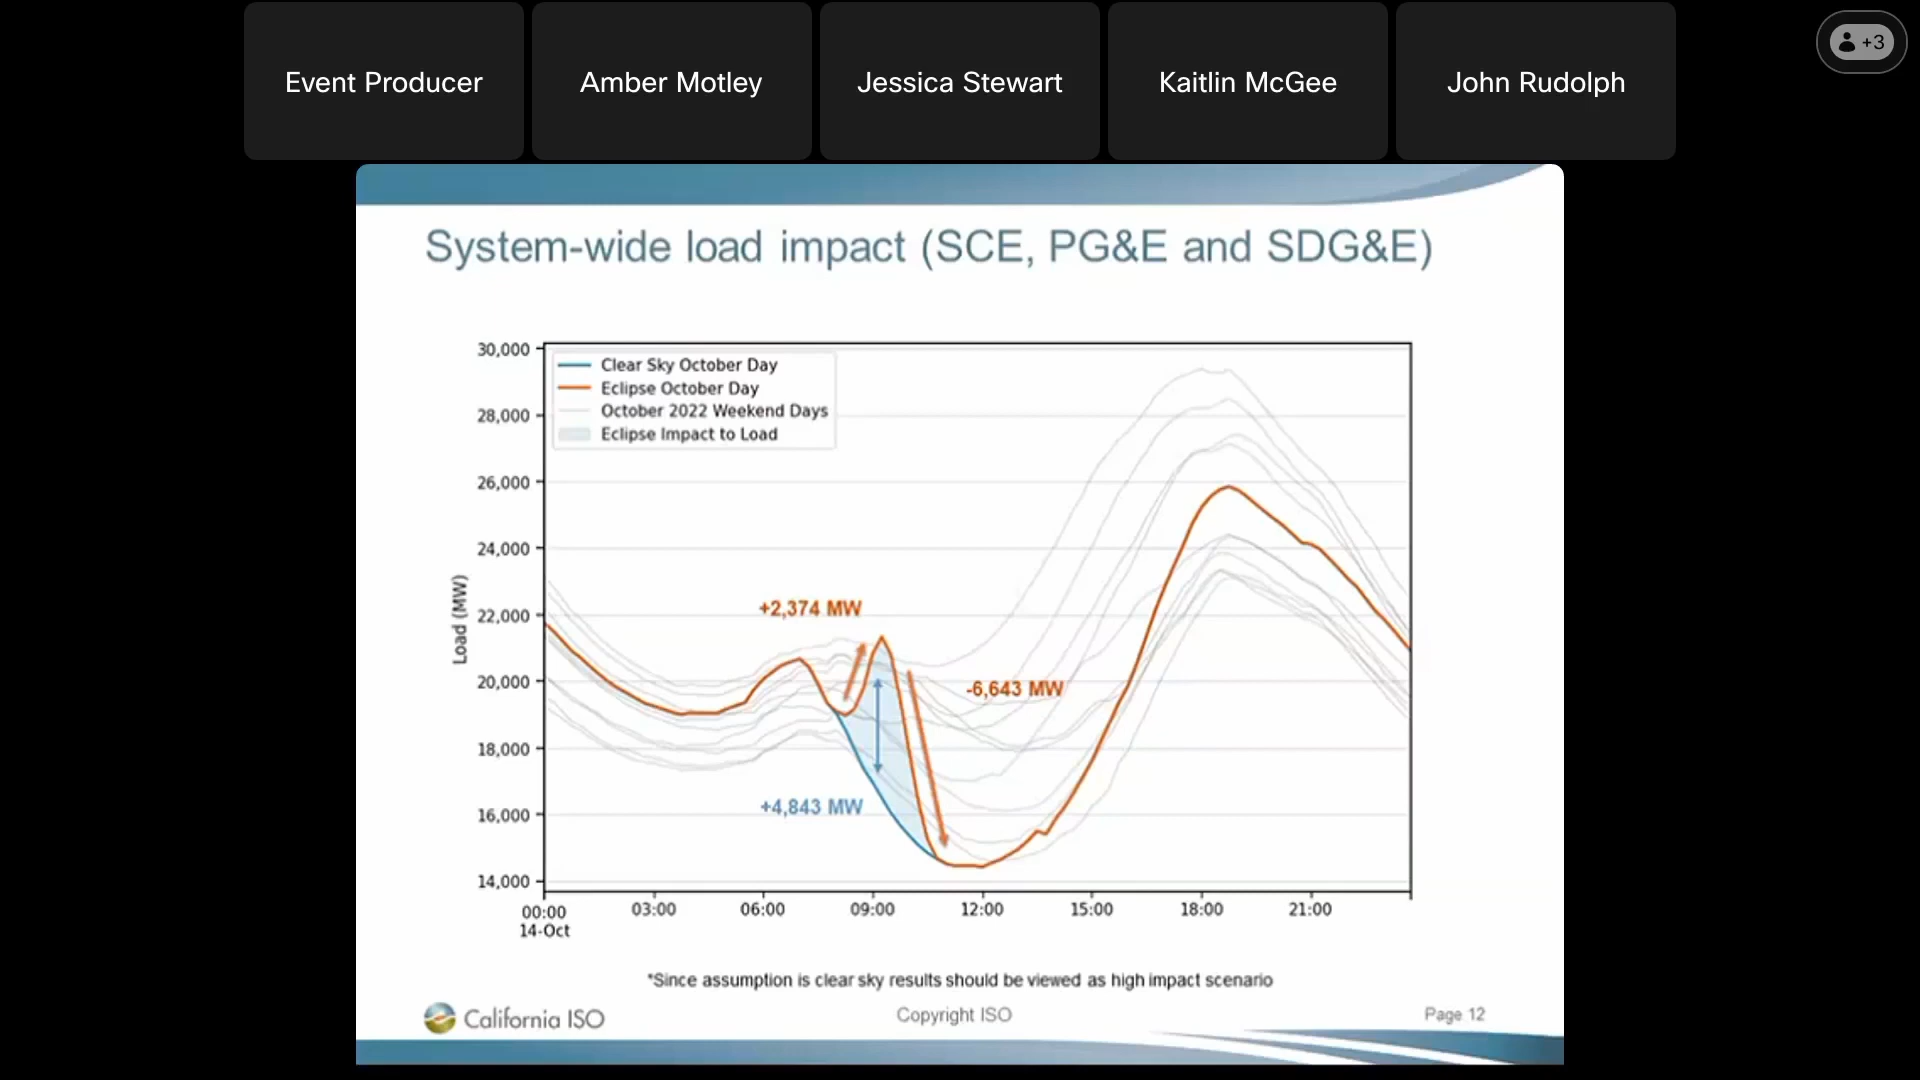 Event Producer
Amber Motley
Jessica Stewart
Kaitlin McGee
John Rudolph
+3
System-wide load impact (SCE, PG&E and SDG&E)
30,000
28,000
26,000
24,000
22,000
20,000
18,000
16,000
14,000
Load (MW)
Clear Sky October Day
Eclipse October Day
October 2022 Weekend Days
Eclipse Impact to Load
+2,374 MW
-6,643 MW
+4,843 MW
00:00
14-Oct
03:00
06:00
09:00
12:00
15:00
18:00
21:00
*Since assumption is clear sky results should be viewed as high impact scenario
California ISO
Copyright ISO
Page 12